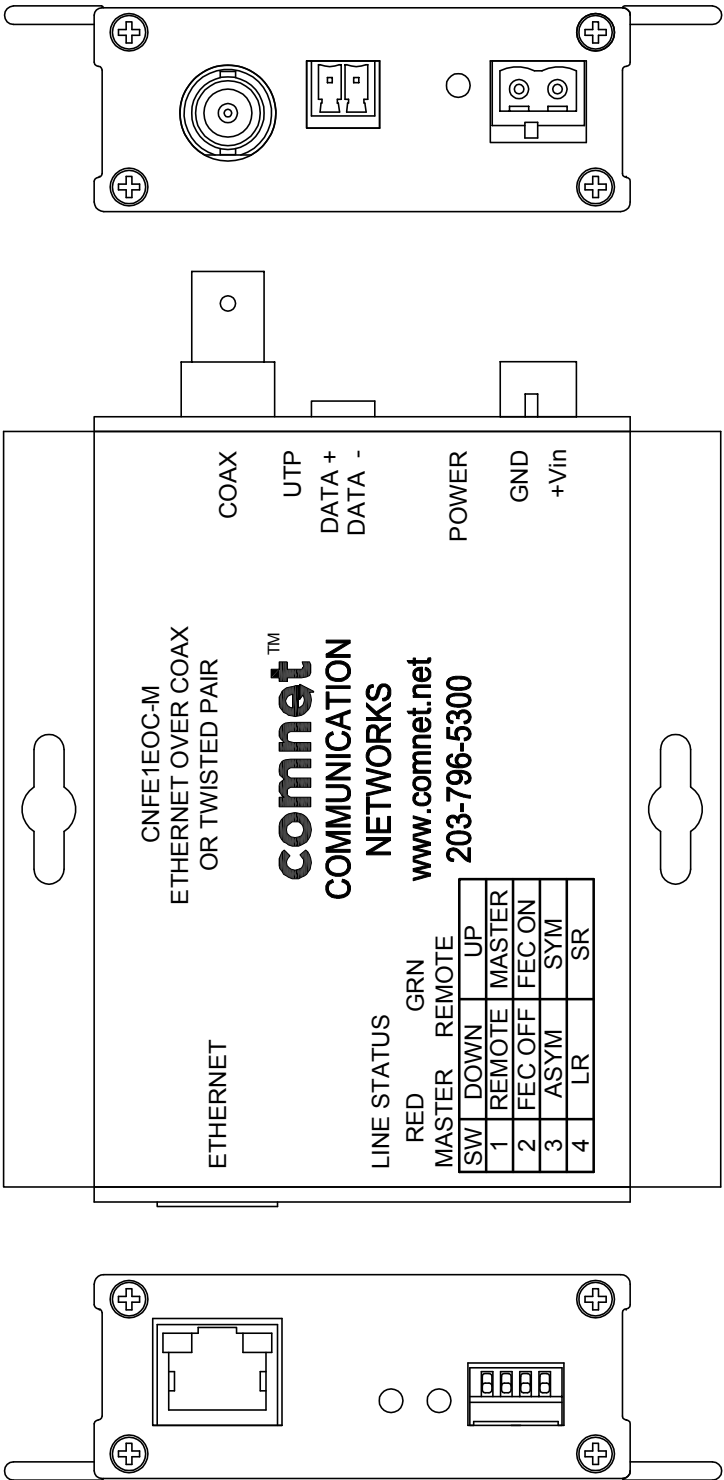 CNFE1EOC-M
ETHERNET OVER COAX
OR TWISTED PAIR
ETHERNET
COAX
comnet™
COMMUNICATION
NETWORKS
www.comnet.net
203-796-5300
UTP
DATA +
DATA -
LINE STATUS
RED GRN
MASTER REMOTE
SW DOWN UP
1 REMOTE MASTER
2 FEC OFF FEC ON
3 ASYM SYM
4 LR SR
POWER
GND
+Vin